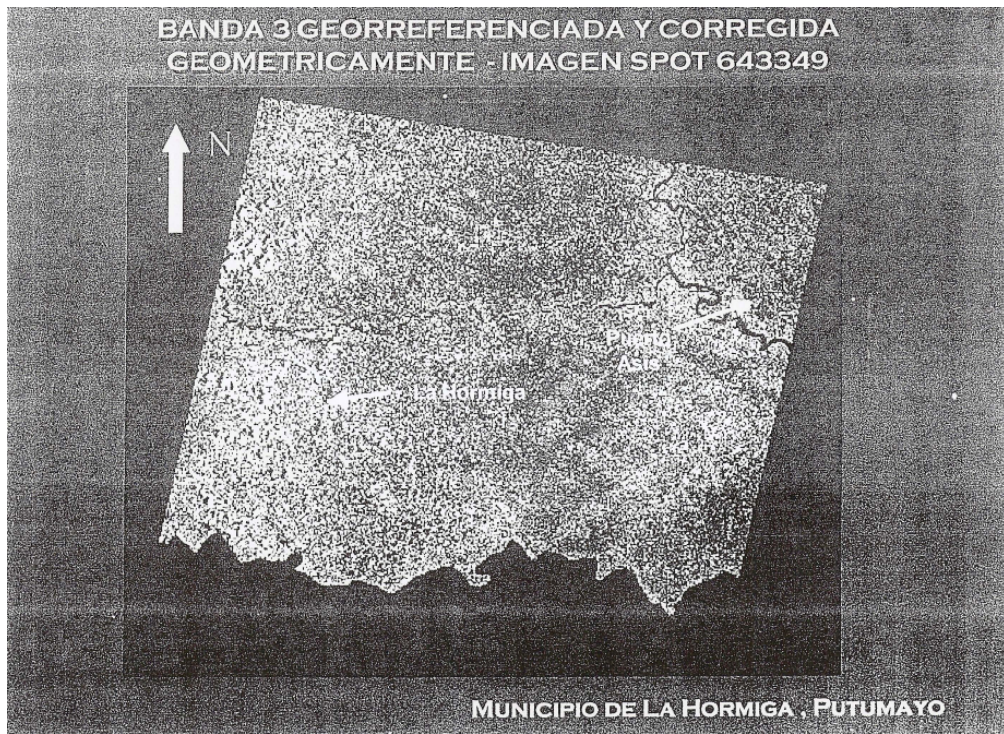 BANDA 3 GEORREFERENCIADA Y CORREGIDA
GEOMETRICAMENTE - IMAGEN SPOT 643349
N
Puerto
Asis
La Hormiga
MUNICIPIO DE LA HORMIGA , PUTUMAYO